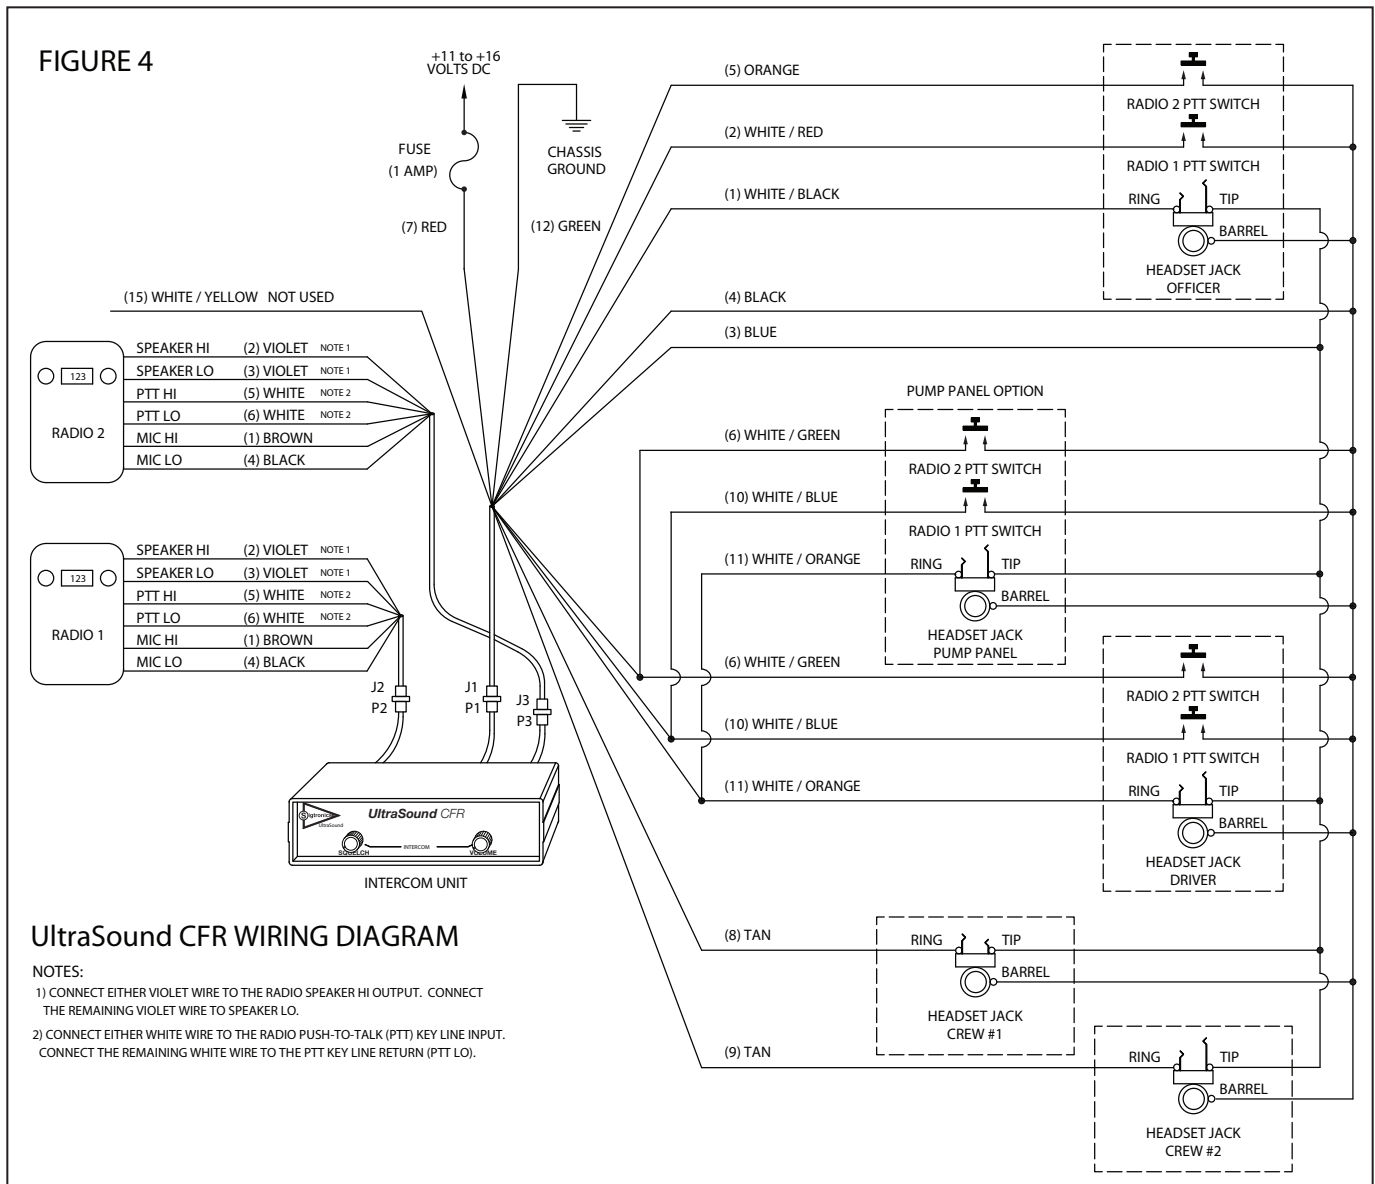 FIGURE 4
+11 to +16
VOLTS DC
FUSE
(1 AMP)
CHASSIS
GROUND
(7) RED
(12) GREEN
(15) WHITE / YELLOW NOT USED
(5) ORANGE
(2) WHITE / RED
(1) WHITE / BLACK
(4) BLACK
(3) BLUE
RADIO 2 PTT SWITCH
RADIO 1 PTT SWITCH
RING
TIP
BARREL
HEADSET JACK
OFFICER
SPEAKER HI (2) VIOLET NOTE 1
SPEAKER LO (3) VIOLET NOTE 1
PTT HI (5) WHITE NOTE 2
PTT LO (6) WHITE NOTE 2
MIC HI (1) BROWN
MIC LO (4) BLACK
123
RADIO 2
SPEAKER HI (2) VIOLET NOTE 1
SPEAKER LO (3) VIOLET NOTE 1
PTT HI (5) WHITE NOTE 2
PTT LO (6) WHITE NOTE 2
MIC HI (1) BROWN
MIC LO (4) BLACK
123
RADIO 1
J2
P2
J1
P1
J3
P3
PUMP PANEL OPTION
(6) WHITE / GREEN
RADIO 2 PTT SWITCH
(10) WHITE / BLUE
RADIO 1 PTT SWITCH
(11) WHITE / ORANGE
RING
TIP
BARREL
HEADSET JACK
PUMP PANEL
(6) WHITE / GREEN
RADIO 2 PTT SWITCH
(10) WHITE / BLUE
RADIO 1 PTT SWITCH
(11) WHITE / ORANGE
RING
TIP
BARREL
HEADSET JACK
DRIVER
Sigtronics
UltraSound
UltraSound CFR
SQUELCH
INTERCOM
VOLUME
INTERCOM UNIT
(8) TAN
RING
TIP
BARREL
HEADSET JACK
CREW #1
(9) TAN
RING
TIP
BARREL
HEADSET JACK
CREW #2
UltraSound CFR WIRING DIAGRAM
NOTES:
1) CONNECT EITHER VIOLET WIRE TO THE RADIO SPEAKER HI OUTPUT. CONNECT
THE REMAINING VIOLET WIRE TO SPEAKER LO.
2) CONNECT EITHER WHITE WIRE TO THE RADIO PUSH-TO-TALK (PTT) KEY LINE INPUT.
CONNECT THE REMAINING WHITE WIRE TO THE PTT KEY LINE RETURN (PTT LO).